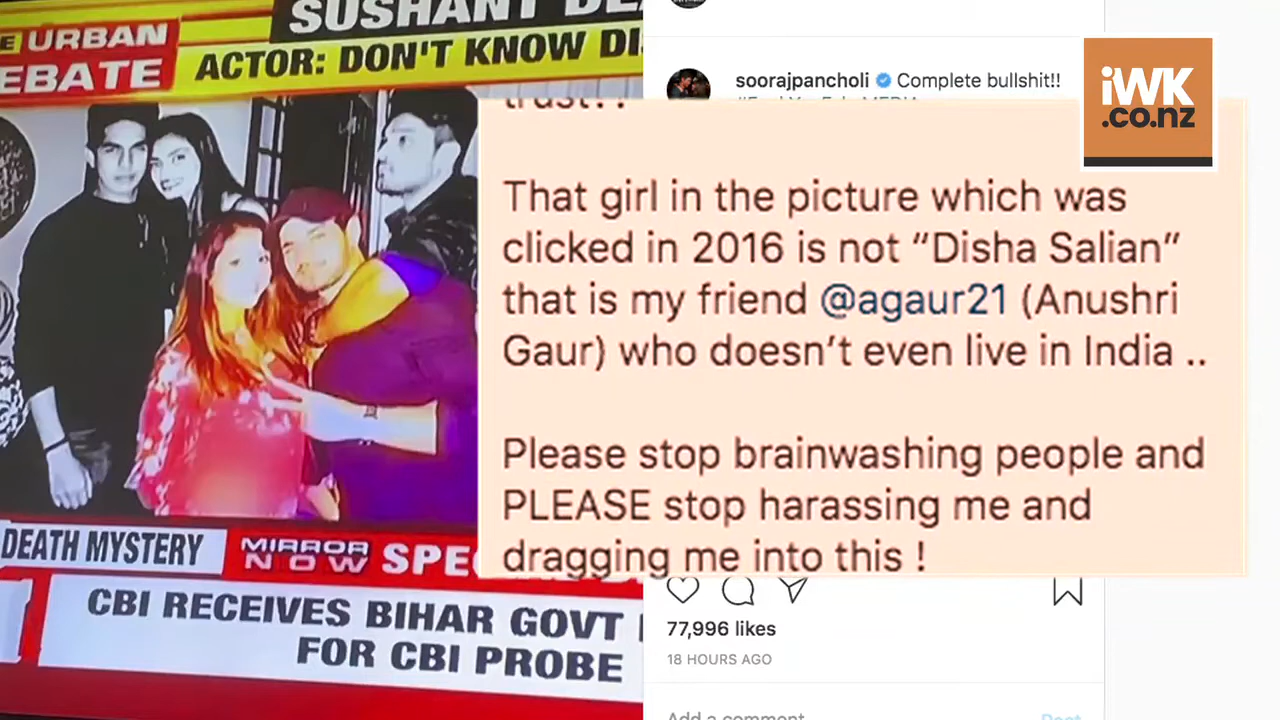 E URBAN
EBATE
SUSHANT
ACTOR: DON'T KNOW
DEATH MYSTERY
MIRROR
NOW
CBI RECEIVES BIHAR GOVT
FOR CBI PROBE
soorajpancholi Complete bullshit!!
trust??
That girl in the picture which was
clicked in 2016 is not “Disha Salian”
that is my friend @agaur21 (Anushri
Gaur) who doesn’t even live in India ..
Please stop brainwashing people and
PLEASE stop harassing me and
dragging me into this !
77,996 likes
18 HOURS AGO
Add a comment
Post
iWK
.co.nz